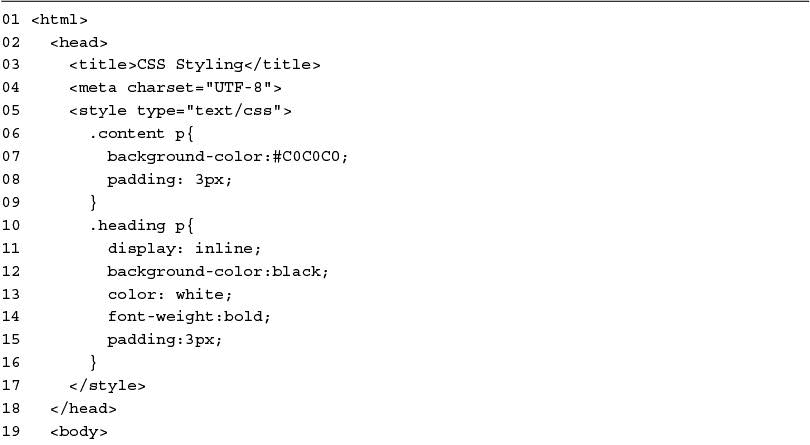 01 <html>
02   <head>
03     <title>CSS Styling</title>
04     <meta charset="UTF-8">
05     <style type="text/css">
06       .content p{
07         background-color:#C0C0C0;
08         padding: 3px;
09       }
10       .heading p{
11         display: inline;
12         background-color:black;
13         color: white;
14         font-weight:bold;
15         padding:3px;
16       }
17     </style>
18   </head>
19   <body>